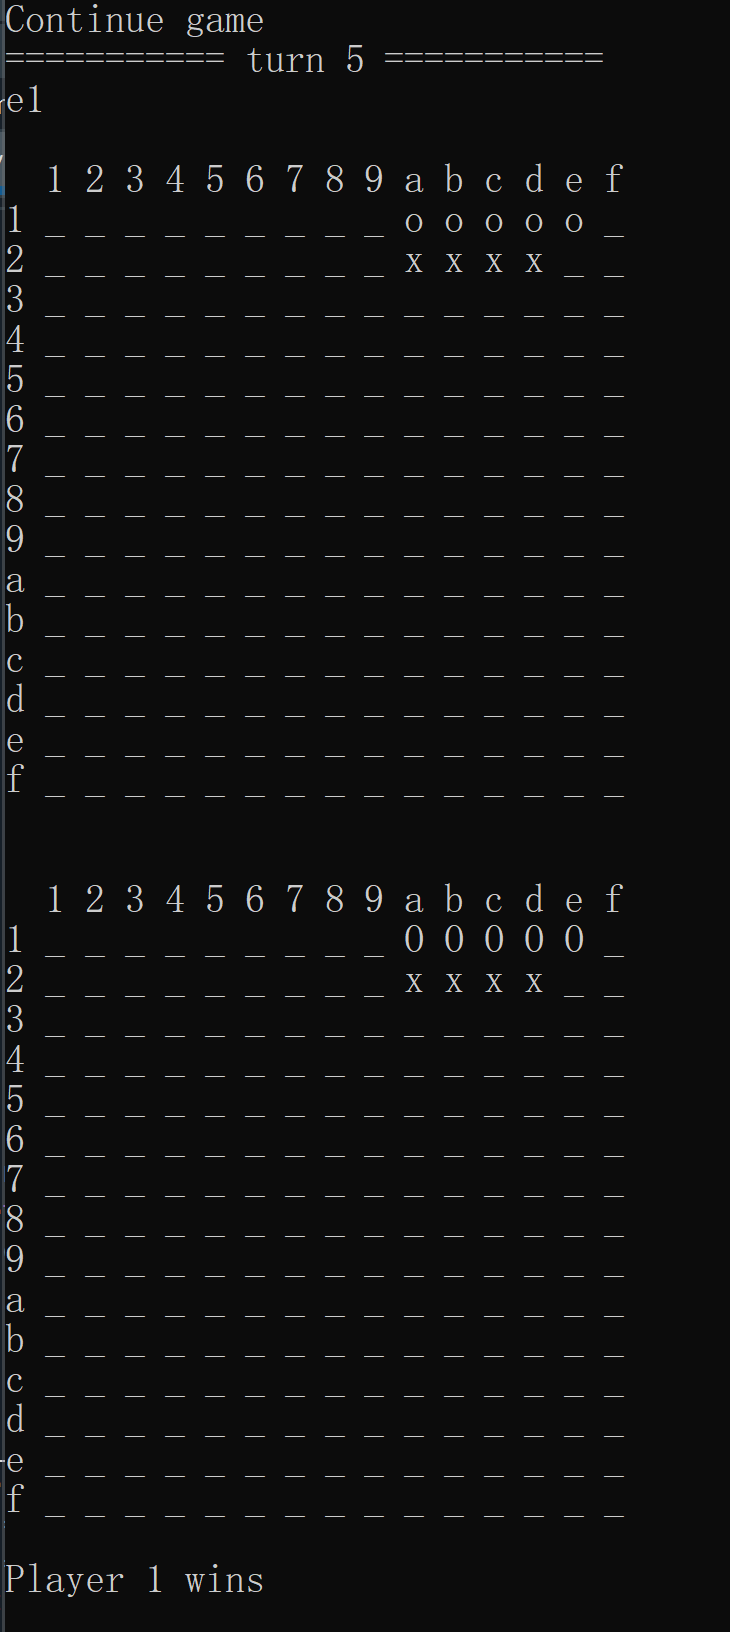 Continue game
=========== turn 5 ===========
e1
1 2 3 4 5 6 7 8 9 a b c d e f
1 _ _ _ _ _ _ _ _ _ o o o o o _
2 _ _ _ _ _ _ _ _ _ x x x x _ _
3 _ _ _ _ _ _ _ _ _ _ _ _ _ _ _
4 _ _ _ _ _ _ _ _ _ _ _ _ _ _ _
5 _ _ _ _ _ _ _ _ _ _ _ _ _ _ _
6 _ _ _ _ _ _ _ _ _ _ _ _ _ _ _
7 _ _ _ _ _ _ _ _ _ _ _ _ _ _ _
8 _ _ _ _ _ _ _ _ _ _ _ _ _ _ _
9 _ _ _ _ _ _ _ _ _ _ _ _ _ _ _
a _ _ _ _ _ _ _ _ _ _ _ _ _ _ _
b _ _ _ _ _ _ _ _ _ _ _ _ _ _ _
c _ _ _ _ _ _ _ _ _ _ _ _ _ _ _
d _ _ _ _ _ _ _ _ _ _ _ _ _ _ _
e _ _ _ _ _ _ _ _ _ _ _ _ _ _ _
f _ _ _ _ _ _ _ _ _ _ _ _ _ _ _
1 2 3 4 5 6 7 8 9 a b c d e f
1 _ _ _ _ _ _ _ _ _ O O O O O _
2 _ _ _ _ _ _ _ _ _ x x x x _ _
3 _ _ _ _ _ _ _ _ _ _ _ _ _ _ _
4 _ _ _ _ _ _ _ _ _ _ _ _ _ _ _
5 _ _ _ _ _ _ _ _ _ _ _ _ _ _ _
6 _ _ _ _ _ _ _ _ _ _ _ _ _ _ _
7 _ _ _ _ _ _ _ _ _ _ _ _ _ _ _
8 _ _ _ _ _ _ _ _ _ _ _ _ _ _ _
9 _ _ _ _ _ _ _ _ _ _ _ _ _ _ _
a _ _ _ _ _ _ _ _ _ _ _ _ _ _ _
b _ _ _ _ _ _ _ _ _ _ _ _ _ _ _
c _ _ _ _ _ _ _ _ _ _ _ _ _ _ _
d _ _ _ _ _ _ _ _ _ _ _ _ _ _ _
e _ _ _ _ _ _ _ _ _ _ _ _ _ _ _
f _ _ _ _ _ _ _ _ _ _ _ _ _ _ _
Player 1 wins